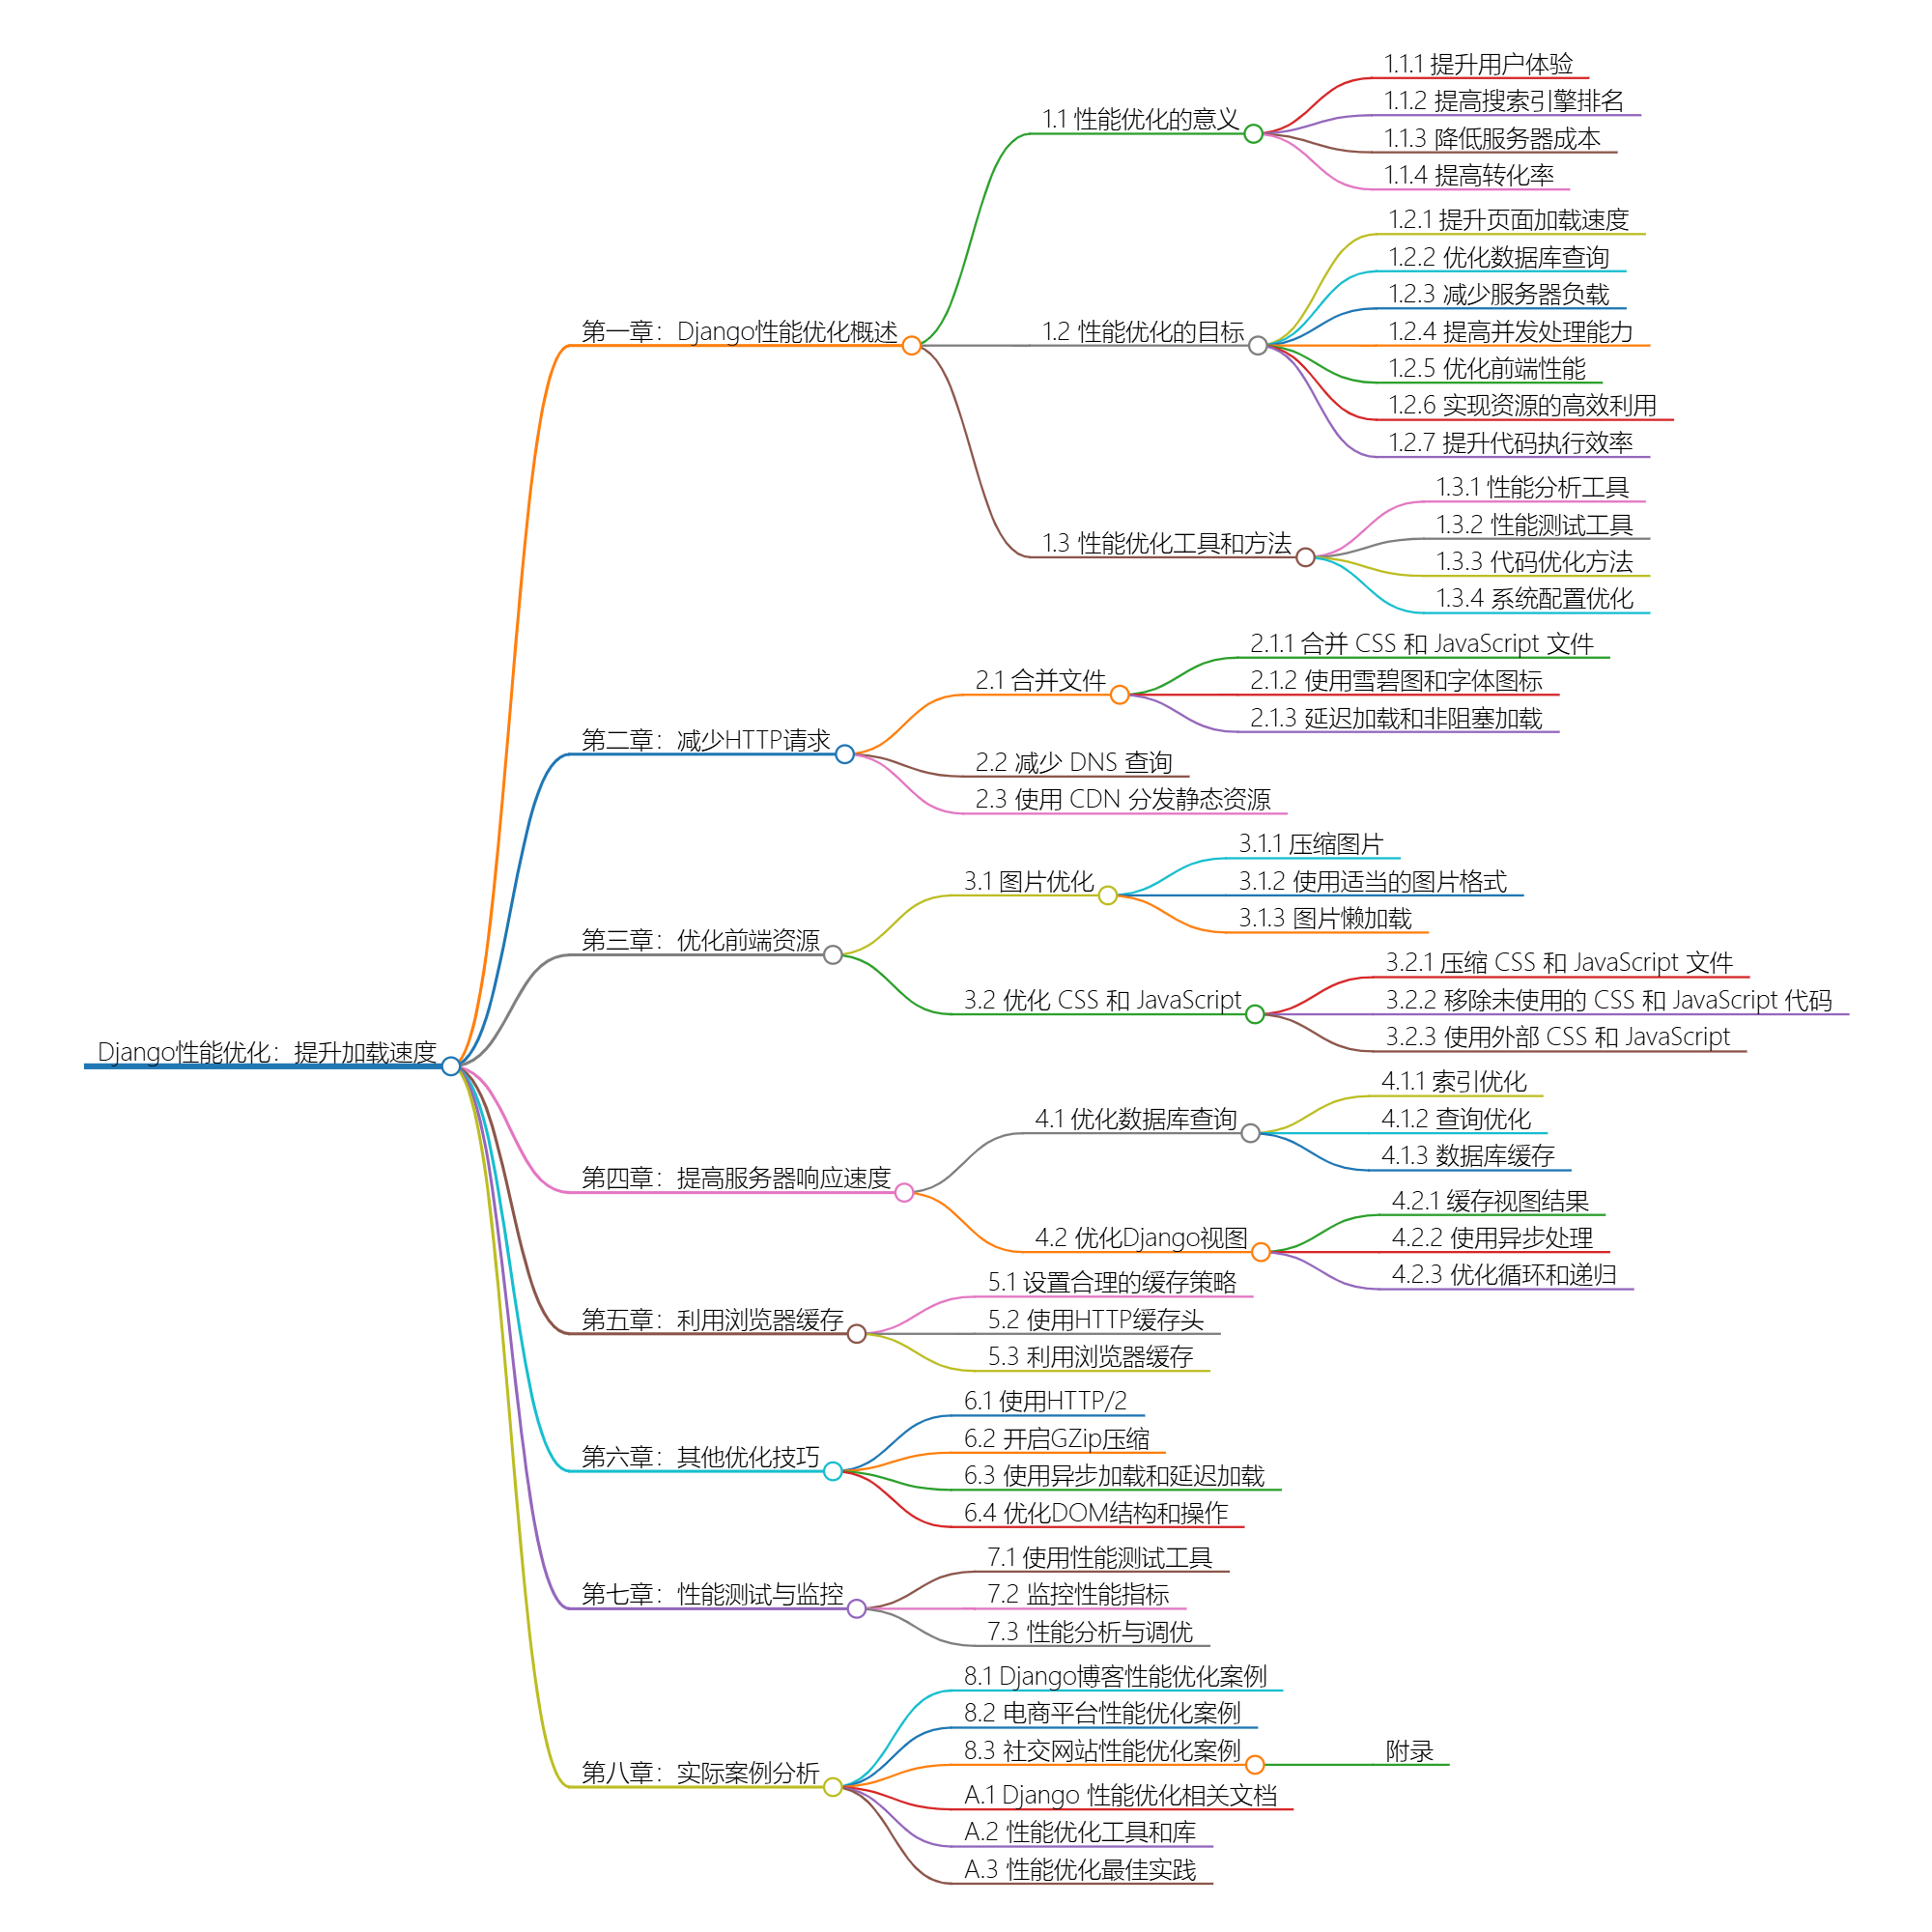 Django性能优化：提升加载速度
第一章：Django性能优化概述
1.1 性能优化的意义
1.1.1 提升用户体验
1.1.2 提高搜索引擎排名
1.1.3 降低服务器成本
1.1.4 提高转化率
1.2 性能优化的目标
1.2.1 提升页面加载速度
1.2.2 优化数据库查询
1.2.3 减少服务器负载
1.2.4 提高并发处理能力
1.2.5 优化前端性能
1.2.6 实现资源的高效利用
1.2.7 提升代码执行效率
1.3 性能优化工具和方法
1.3.1 性能分析工具
1.3.2 性能测试工具
1.3.3 代码优化方法
1.3.4 系统配置优化
第二章：减少HTTP请求
2.1 合并文件
2.1.1 合并 CSS 和 JavaScript 文件
2.1.2 使用雪碧图和字体图标
2.1.3 延迟加载和非阻塞加载
2.2 减少 DNS 查询
2.3 使用 CDN 分发静态资源
第三章：优化前端资源
3.1 图片优化
3.1.1 压缩图片
3.1.2 使用适当的图片格式
3.1.3 图片懒加载
3.2 优化 CSS 和 JavaScript
3.2.1 压缩 CSS 和 JavaScript 文件
3.2.2 移除未使用的 CSS 和 JavaScript 代码
3.2.3 使用外部 CSS 和 JavaScript
第四章：提高服务器响应速度
4.1 优化数据库查询
4.1.1 索引优化
4.1.2 查询优化
4.1.3 数据库缓存
4.2 优化Django视图
4.2.1 缓存视图结果
4.2.2 使用异步处理
4.2.3 优化循环和递归
第五章：利用浏览器缓存
5.1 设置合理的缓存策略
5.2 使用HTTP缓存头
5.3 利用浏览器缓存
第六章：其他优化技巧
6.1 使用HTTP/2
6.2 开启GZip压缩
6.3 使用异步加载和延迟加载
6.4 优化DOM结构和操作
第七章：性能测试与监控
7.1 使用性能测试工具
7.2 监控性能指标
7.3 性能分析与调优
第八章：实际案例分析
8.1 Django博客性能优化案例
8.2 电商平台性能优化案例
8.3 社交网站性能优化案例
附录
A.1 Django 性能优化相关文档
A.2 性能优化工具和库
A.3 性能优化最佳实践